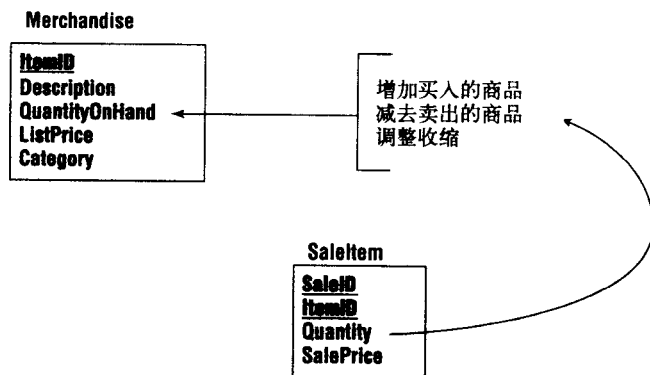 Merchandise
ItemID
Description
QuantityOnHand
ListPrice
Category
增加买入的商品
减去卖出的商品
调整收缩
SaleItem
SaleID
ItemID
Quantity
SalePrice